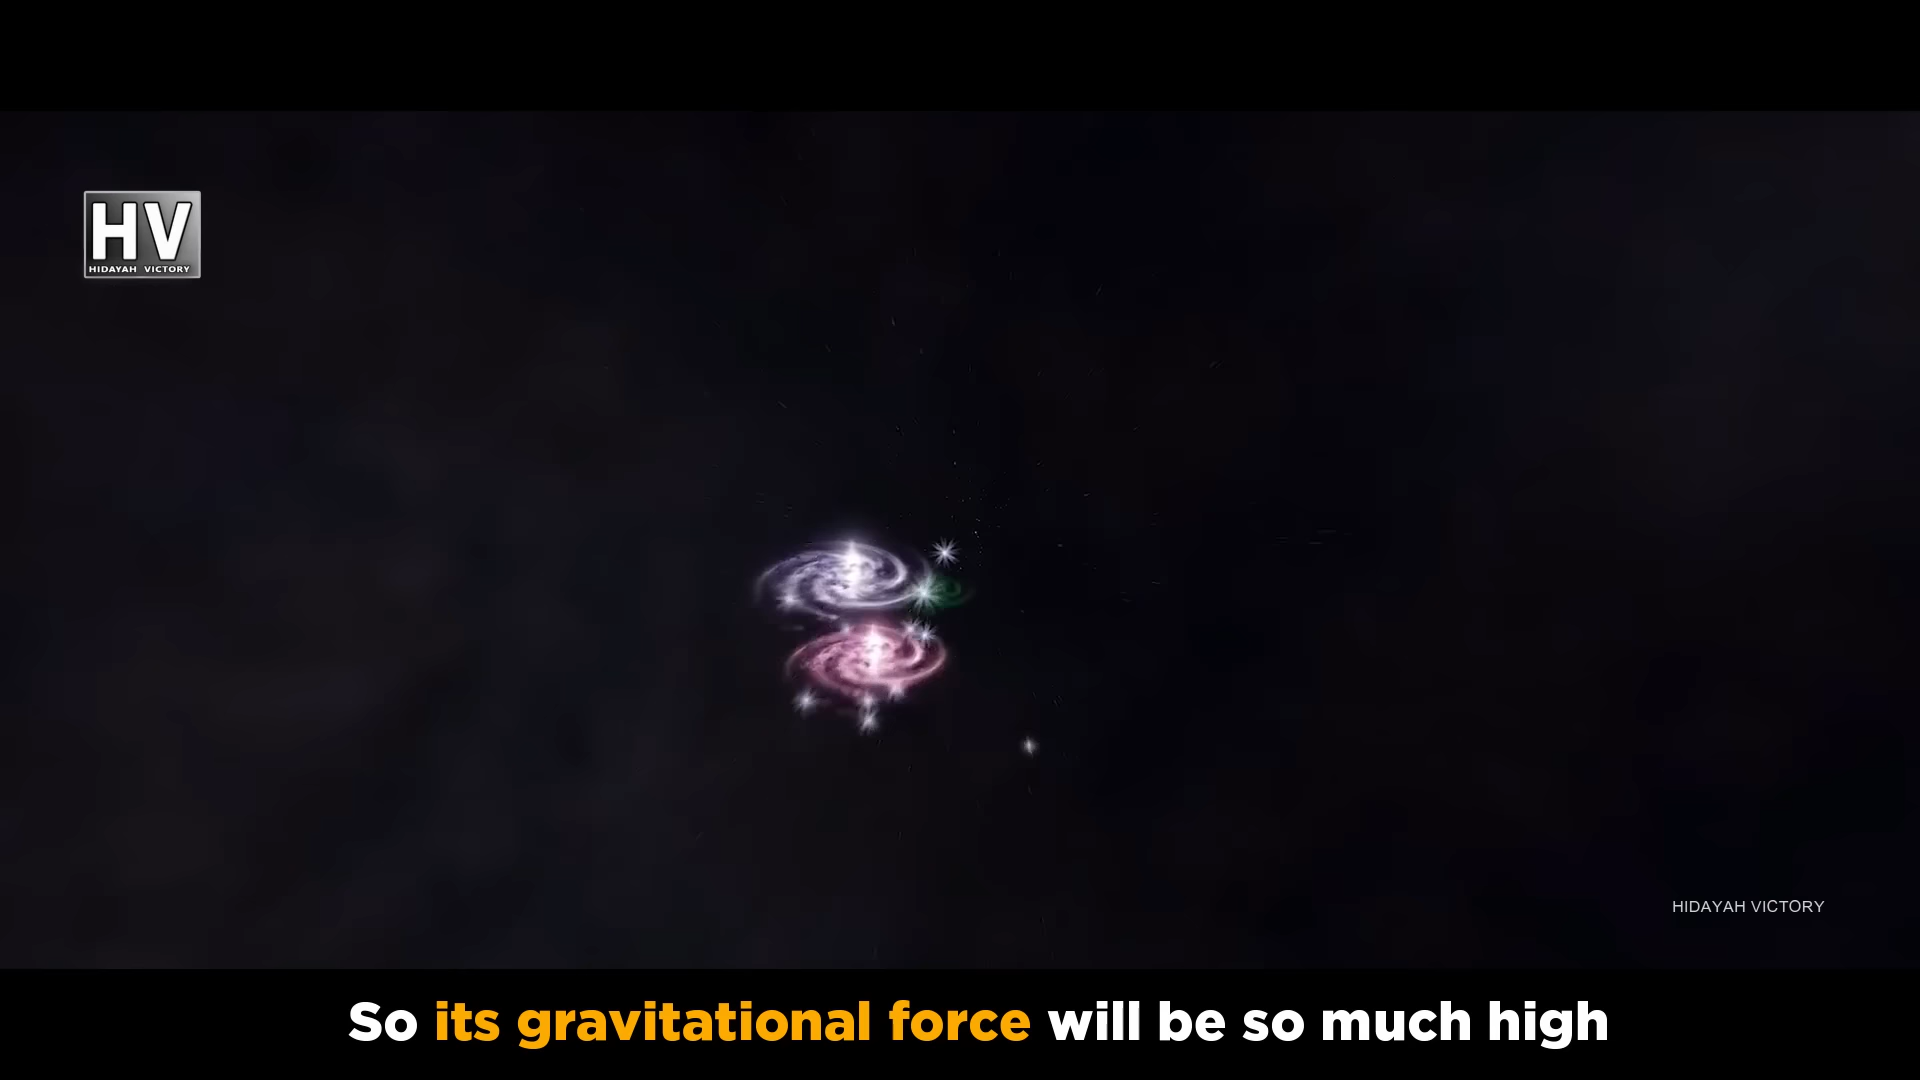 HV
HIDAYAH VICTORY
HIDAYAH VICTORY
So its gravitational force will be so much high